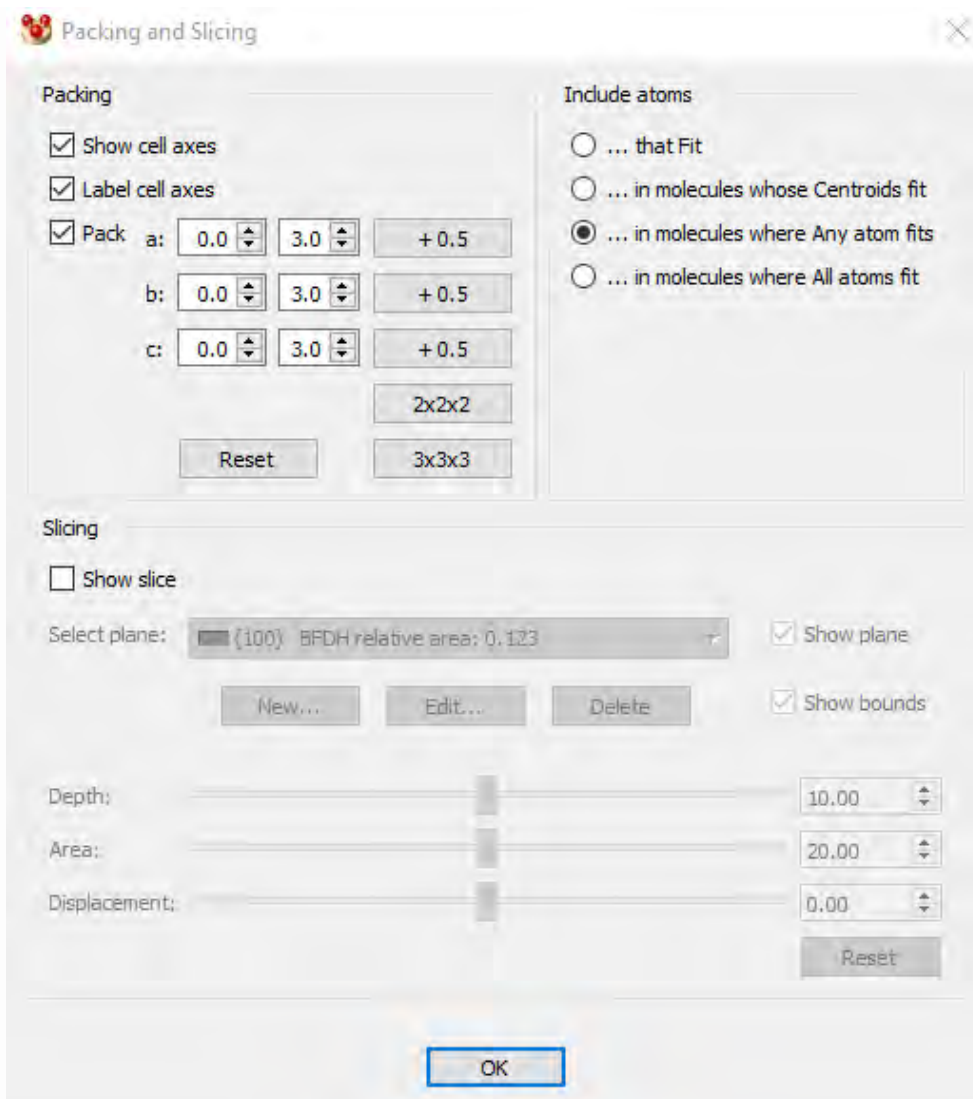 Packing and Slicing
Packing
Show cell axes
Label cell axes
Pack a: 0.0 3.0 +0.5
b: 0.0 3.0 +0.5
c: 0.0 3.0 +0.5
2x2x2
Reset 3x3x3
Include atoms
... that Fit
... in molecules whose Centroids fit
... in molecules where Any atom fits
... in molecules where All atoms fit
Slicing
Show slice
Select plane: (100) BFDH relative area: 0.123 Show plane
New... Edit... Delete Show bounds
Depth: 10.00
Area: 20.00
Displacement: 0.00
Reset
OK